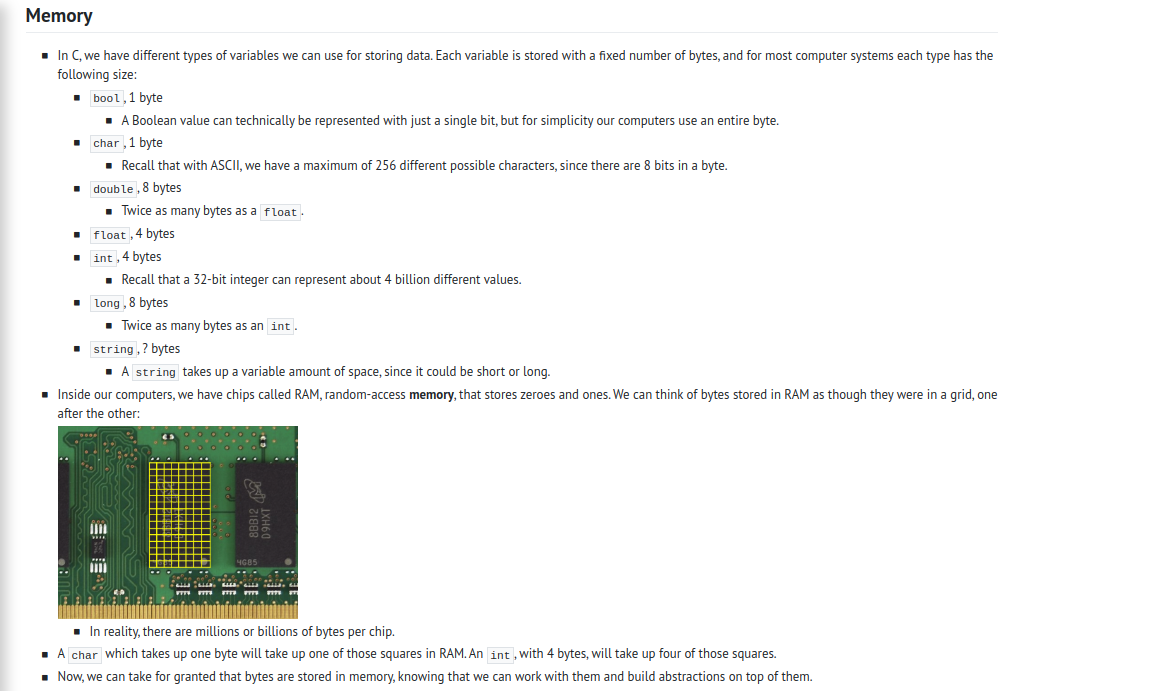 Memory
In C, we have different types of variables we can use for storing data. Each variable is stored with a fixed number of bytes, and for most computer systems each type has the
following size:
bool, 1 byte
A Boolean value can technically be represented with just a single bit, but for simplicity our computers use an entire byte.
char, 1 byte
Recall that with ASCII, we have a maximum of 256 different possible characters, since there are 8 bits in a byte.
double, 8 bytes
Twice as many bytes as a float.
float, 4 bytes
int, 4 bytes
Recall that a 32-bit integer can represent about 4 billion different values.
long, 8 bytes
Twice as many bytes as an int.
string, ? bytes
A string takes up a variable amount of space, since it could be short or long.
Inside our computers, we have chips called RAM, random-access memory, that stores zeroes and ones. We can think of bytes stored in RAM as though they were in a grid, one
after the other:
8BB12
D9HXT
4G85
In reality, there are millions or billions of bytes per chip.
A char which takes up one byte will take up one of those squares in RAM. An int, with 4 bytes, will take up four of those squares.
Now, we can take for granted that bytes are stored in memory, knowing that we can work with them and build abstractions on top of them.